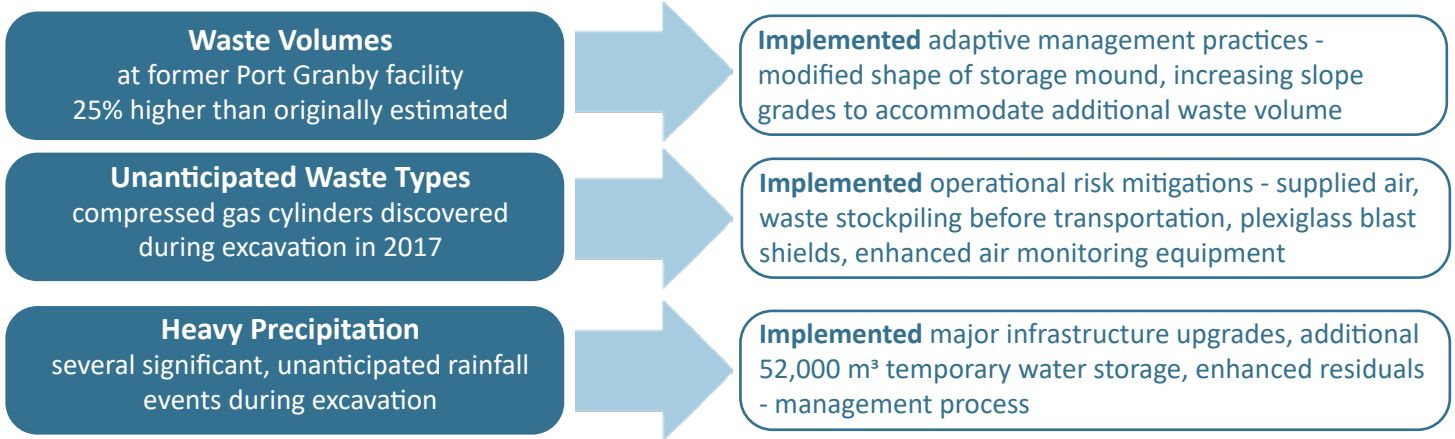 Waste Volumes
at former Port Granby facility
25% higher than originally estimated
Implemented adaptive management practices -
modified shape of storage mound, increasing slope
grades to accommodate additional waste volume
Unanticipated Waste Types
compressed gas cylinders discovered
during excavation in 2017
Implemented operational risk mitigations - supplied air,
waste stockpiling before transportation, plexiglass blast
shields, enhanced air monitoring equipment
Heavy Precipitation
several significant, unanticipated rainfall
events during excavation
Implemented major infrastructure upgrades, additional
52,000 m³ temporary water storage, enhanced residuals
- management process